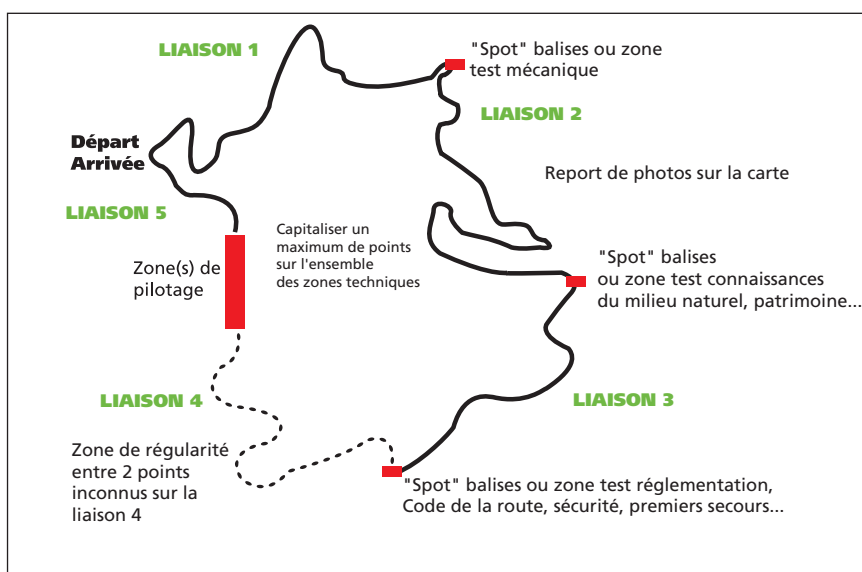 LIAISON 1
"Spot" balises ou zone
test mécanique
LIAISON 2
Départ
Arrivée
Report de photos sur la carte
LIAISON 5
Capitaliser un
maximum de points
sur l'ensemble
des zones techniques
Zone(s) de
pilotage
"Spot" balises
ou zone test connaissances
du milieu naturel, patrimoine...
LIAISON 4
LIAISON 3
Zone de régularité
entre 2 points
inconnus sur la
liaison 4
"Spot" balises ou zone test réglementation,
Code de la route, sécurité, premiers secours...